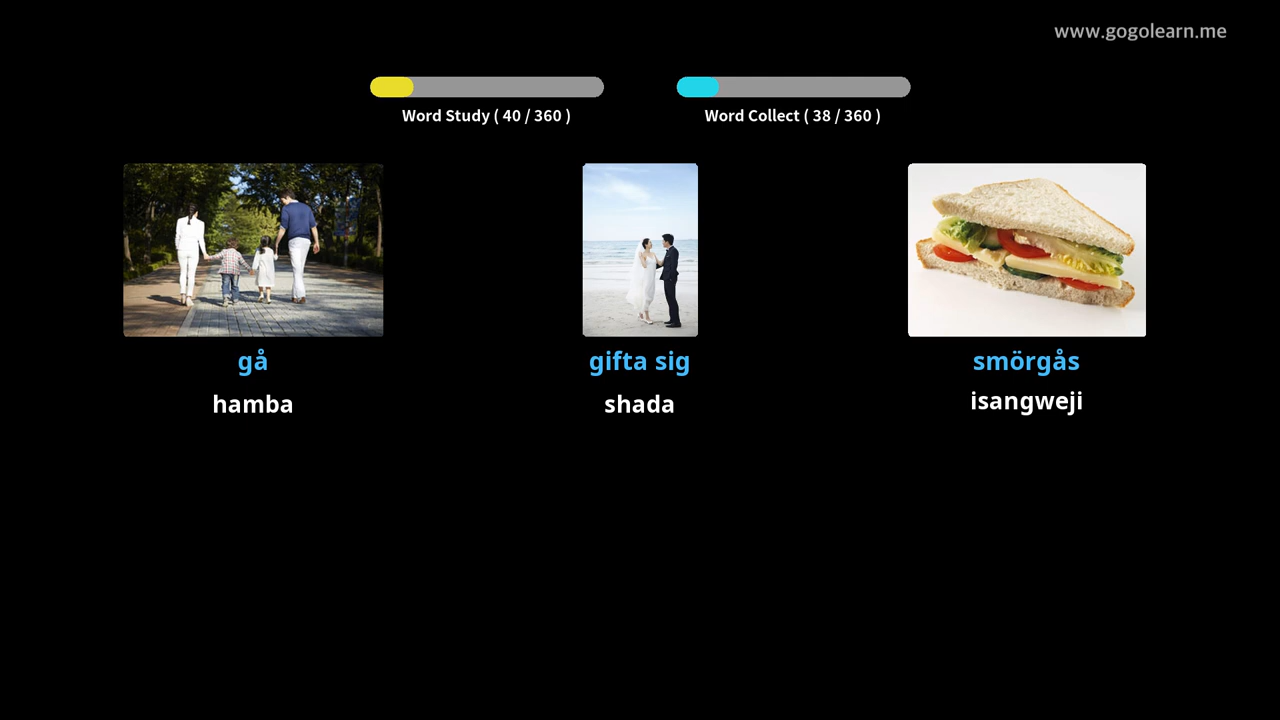 www.gogolearn.me
Word Study ( 40 / 360 )
Word Collect ( 38 / 360 )
gå
hamba
gifta sig
shada
smörgås
isangweji